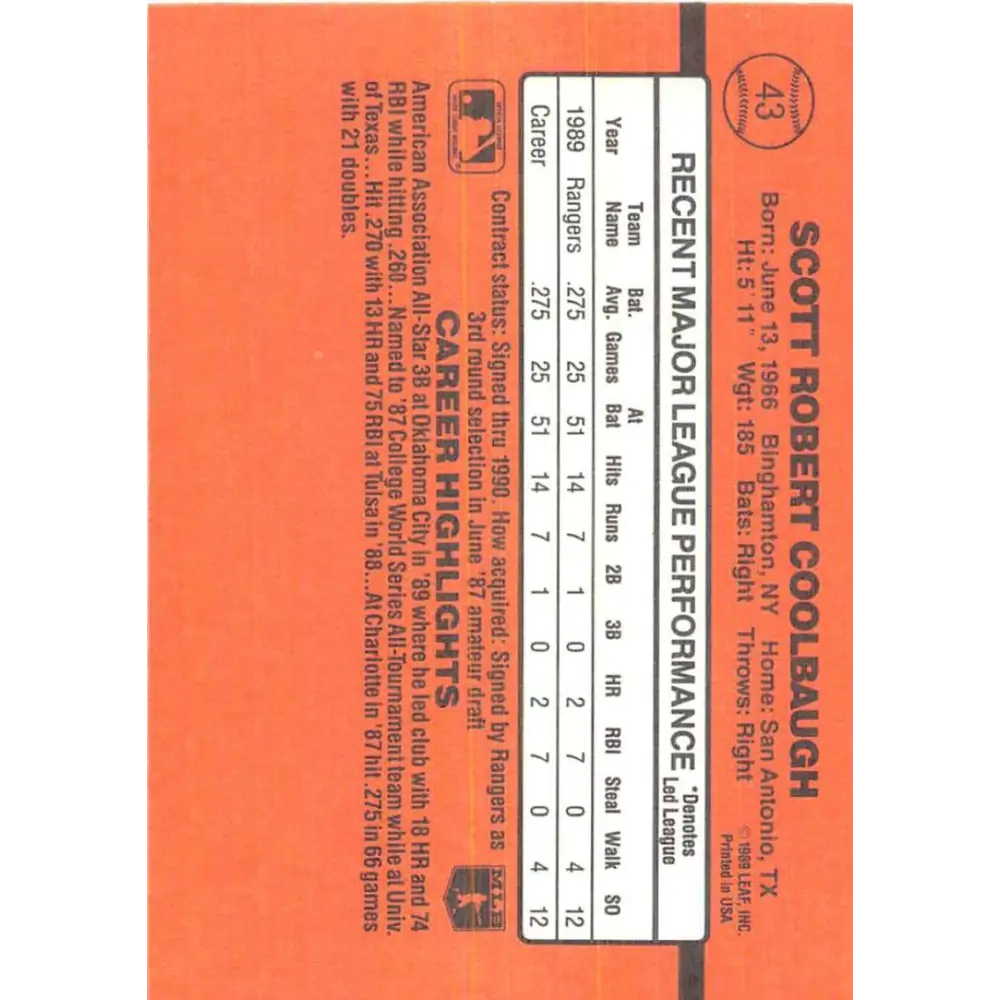 43
SCOTT ROBERT COOLBAUGH
Born: June 13, 1966 Binghamton, NY Home: San Antonio, TX
Ht: 5'11" Wgt: 185 Bats: Right Throws: Right
© 1989 LEAF, INC.
Printed in USA
RECENT MAJOR LEAGUE PERFORMANCE *Denotes
Led League
Team Bat. At
Year Name Avg. Games Bat Hits Runs 2B 3B HR RBI Steal Walk SO
1989 Rangers .275 25 51 14 7 1 0 2 7 0 4 12
Career .275 25 51 14 7 1 0 2 7 0 4 12
Contract status: Signed thru 1990. How acquired: Signed by Rangers as
3rd round selection in June '87 amateur draft
MLB
CAREER HIGHLIGHTS
American Association All-Star 3B at Oklahoma City in '89 where he led club with 18 HR and 74
RBI while hitting .260...Named to '87 College World Series All-Tournament team while at Univ.
of Texas...Hit .270 with 13 HR and 75 RBI at Tulsa in '88...At Charlotte in '87 hit .275 in 66 games
with 21 doubles.